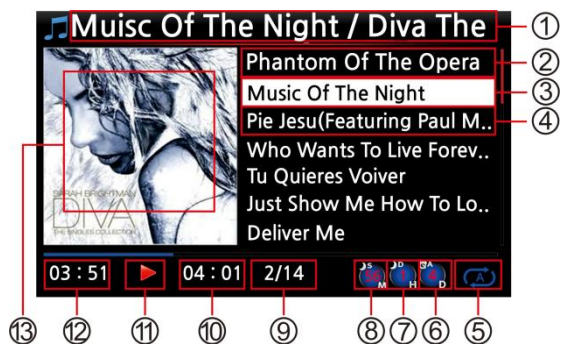 Muisc Of The Night / Diva The
①
Phantom Of The Opera
②
Music Of The Night
③
Pie Jesu(Featuring Paul M..
④
Who Wants To Live Forev..
Tu Quieres Voiver
Just Show Me How To Lo..
Deliver Me
SARAH BRIGHTMAN
DIVA
THE SINGLES COLLECTION
03 : 51
04 : 01
2/14
S
M
D
H
A
D
A
⑬
⑫
⑪
⑩
⑨
⑧
⑦
⑥
⑤